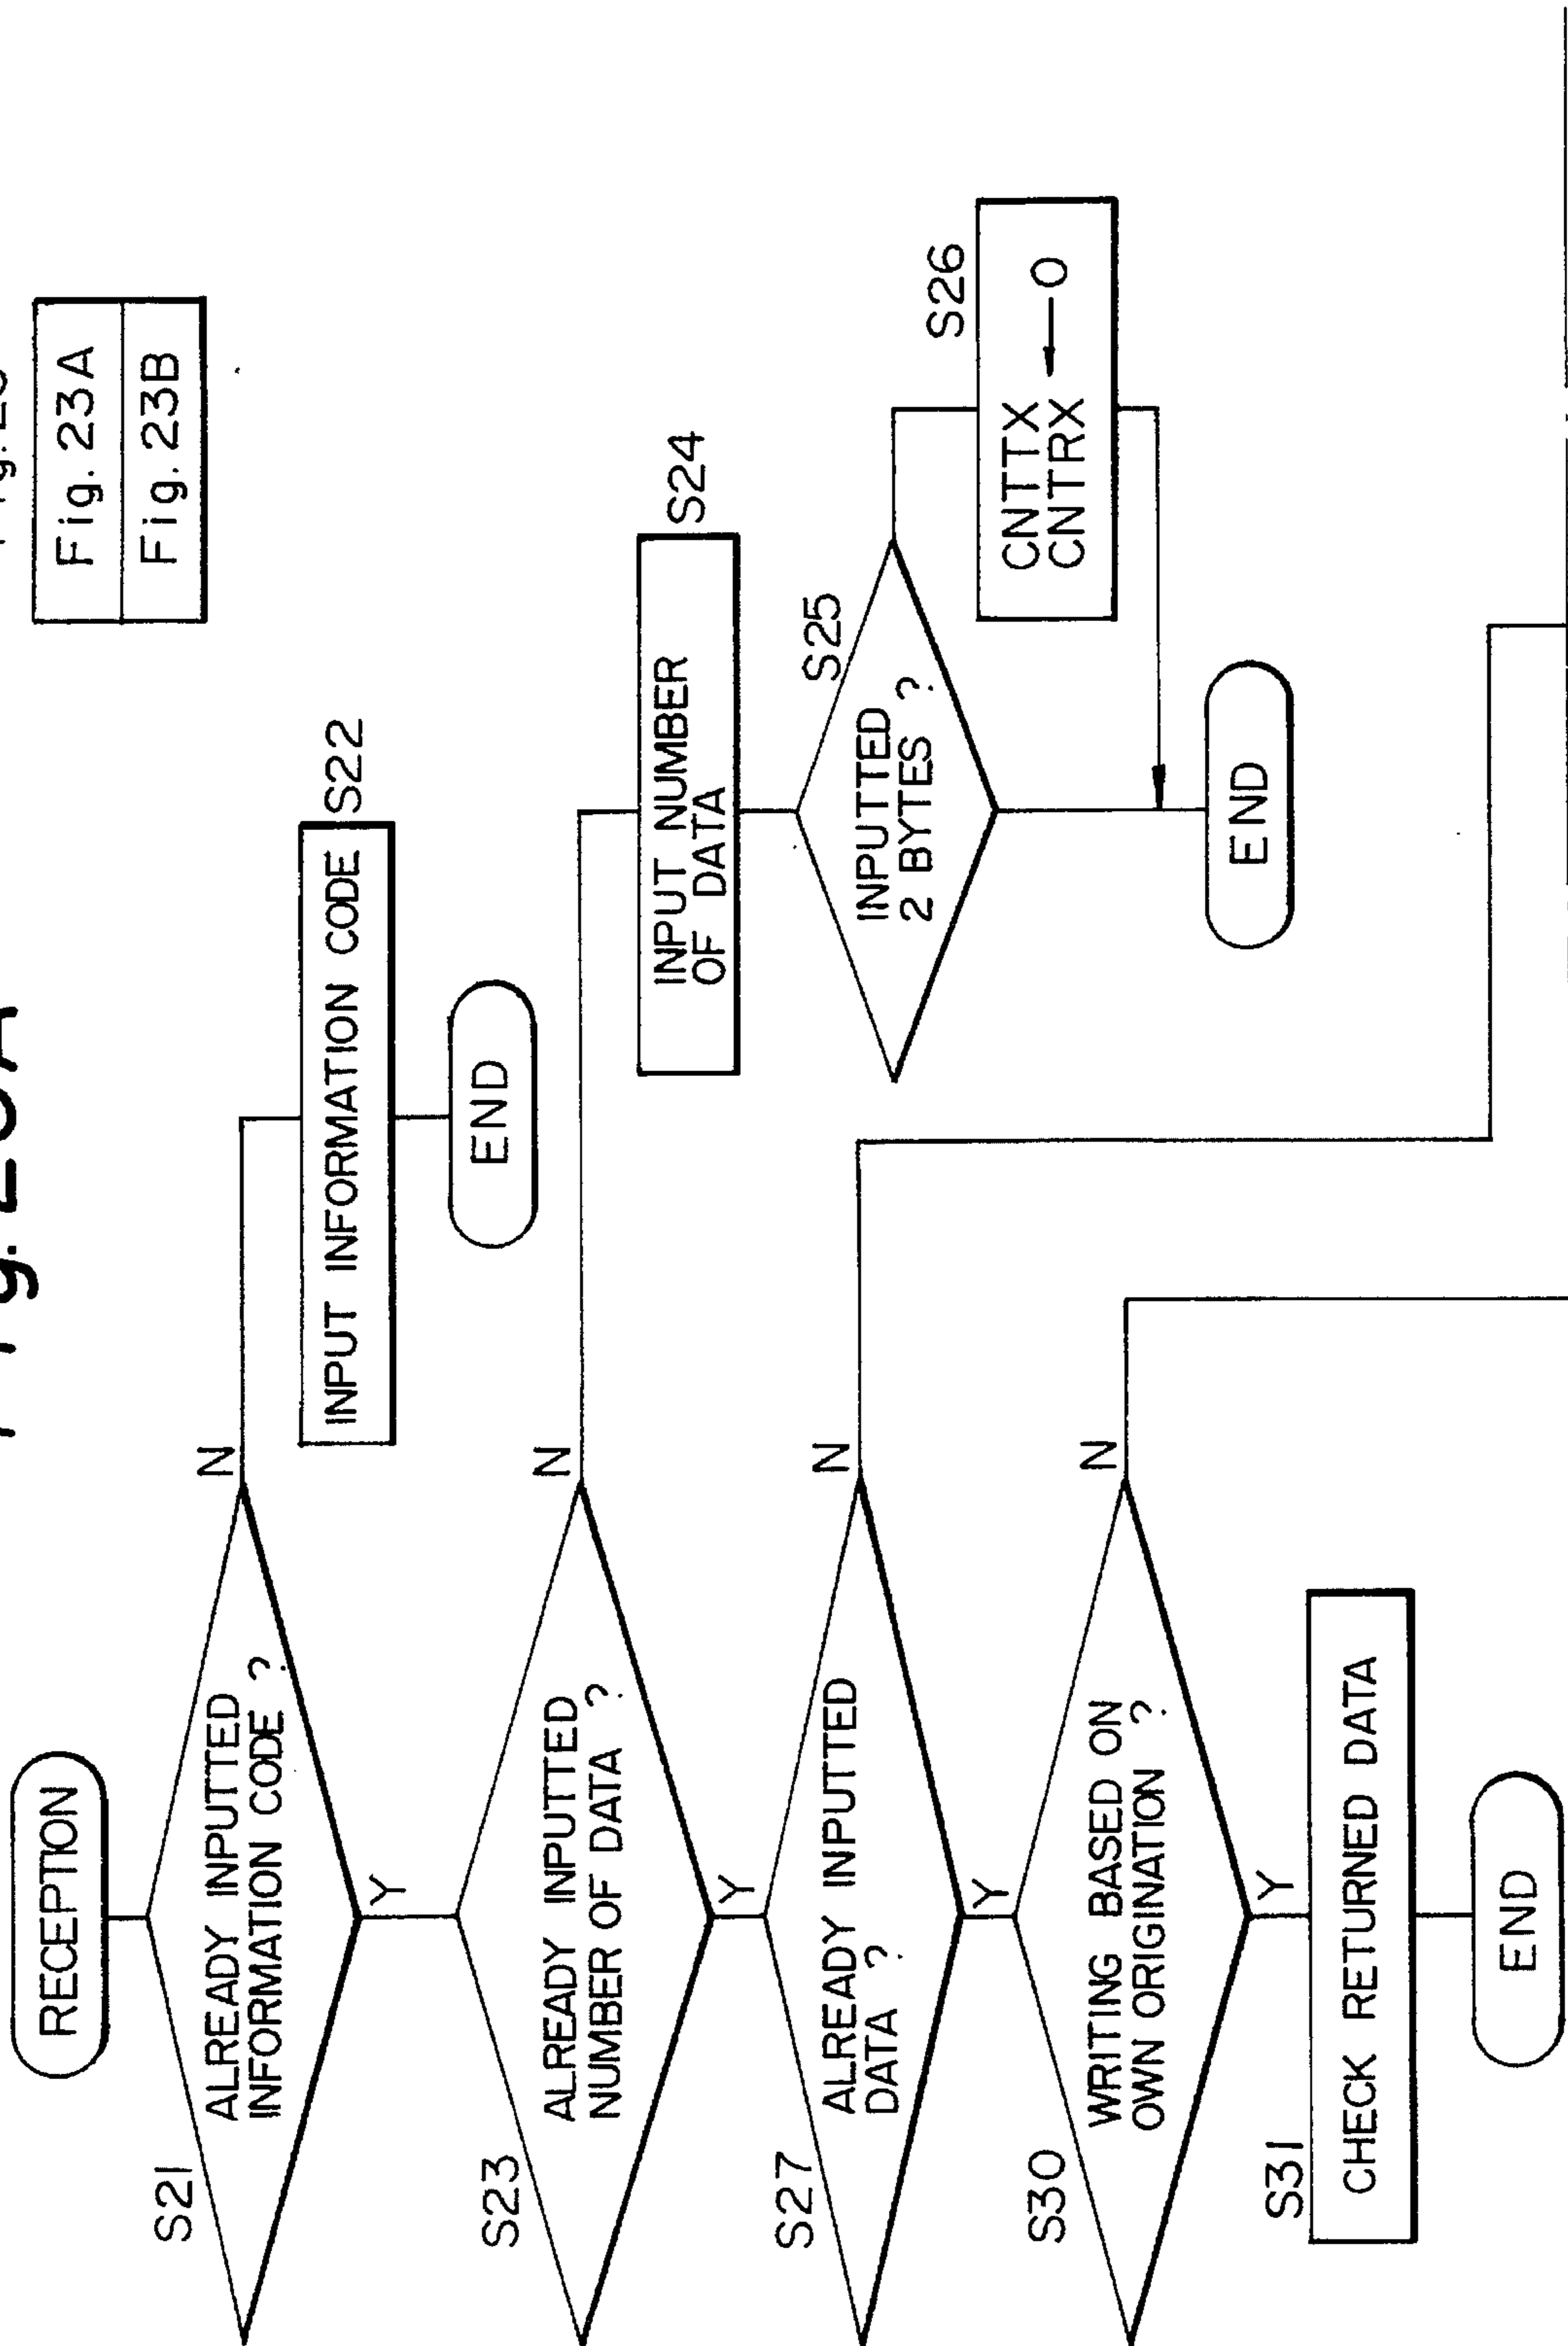 Fig. 23A
Fig. 23A
Fig. 23B
RECEPTION
S21
ALREADY INPUTTED
INFORMATION CODE ?
N
Y
INPUT INFORMATION CODE
S22
END
S23
ALREADY INPUTTED
NUMBER OF DATA ?
N
Y
INPUT NUMBER
OF DATA
S24
S25
INPUTTED
2 BYTES ?
S26
CNTTX
CNTRX ← 0
END
S27
ALREADY INPUTTED
DATA ?
N
Y
S30
WRITING BASED ON
OWN ORIGINATION ?
N
Y
S31
CHECK RETURNED DATA
END